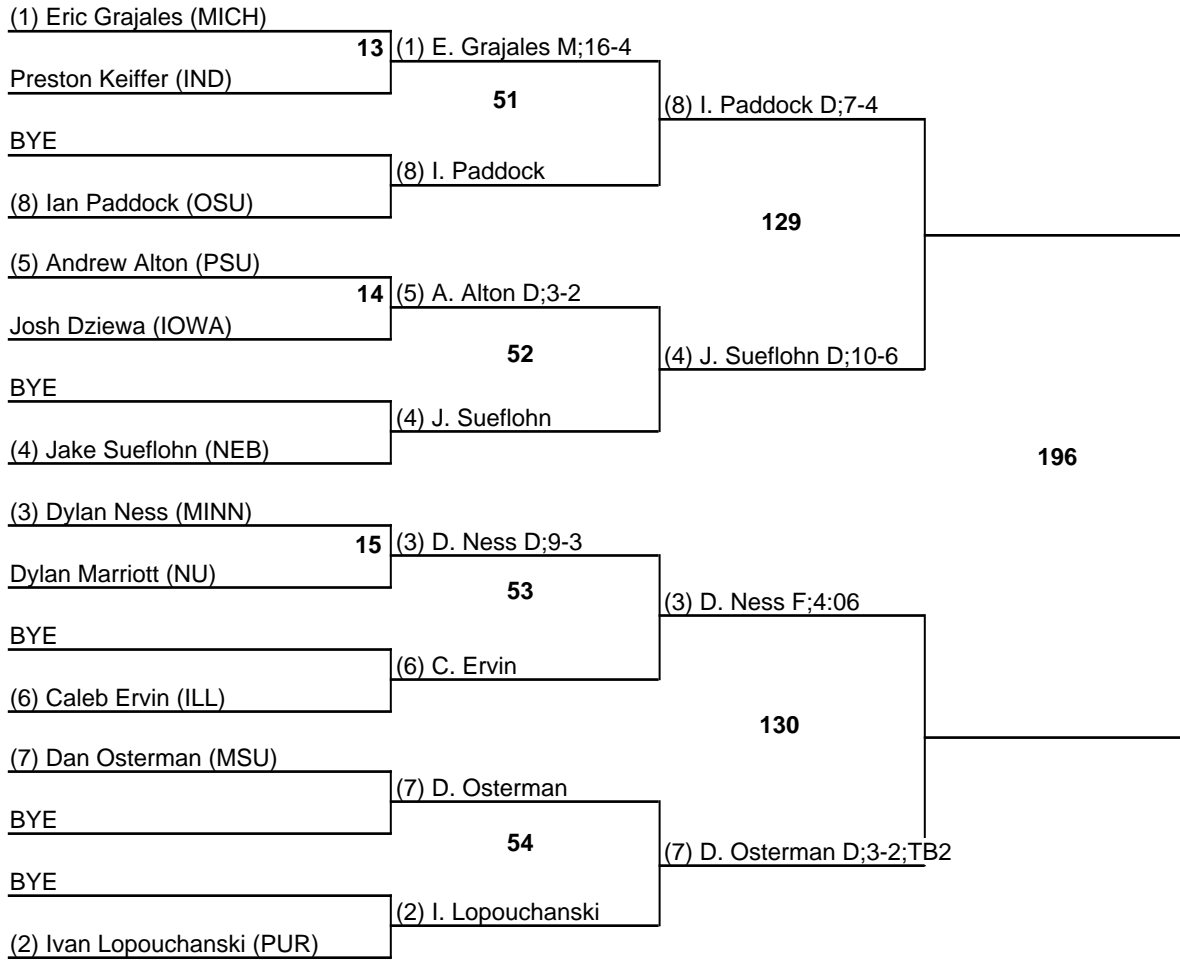 (1) Eric Grajales (MICH)
13 (1) E. Grajales M;16-4
Preston Keiffer (IND)
51
(8) I. Paddock D;7-4
BYE
(8) I. Paddock
(8) Ian Paddock (OSU)
129
(5) Andrew Alton (PSU)
14 (5) A. Alton D;3-2
Josh Dziewa (IOWA)
52
(4) J. Sueflohn D;10-6
BYE
(4) J. Sueflohn
(4) Jake Sueflohn (NEB)
196
(3) Dylan Ness (MINN)
15 (3) D. Ness D;9-3
Dylan Marriott (NU)
53
(3) D. Ness F;4:06
BYE
(6) C. Ervin
(6) Caleb Ervin (ILL)
130
(7) Dan Osterman (MSU)
(7) D. Osterman
BYE
54
(7) D. Osterman D;3-2;TB2
BYE
(2) I. Lopouchanski
(2) Ivan Lopouchanski (PUR)